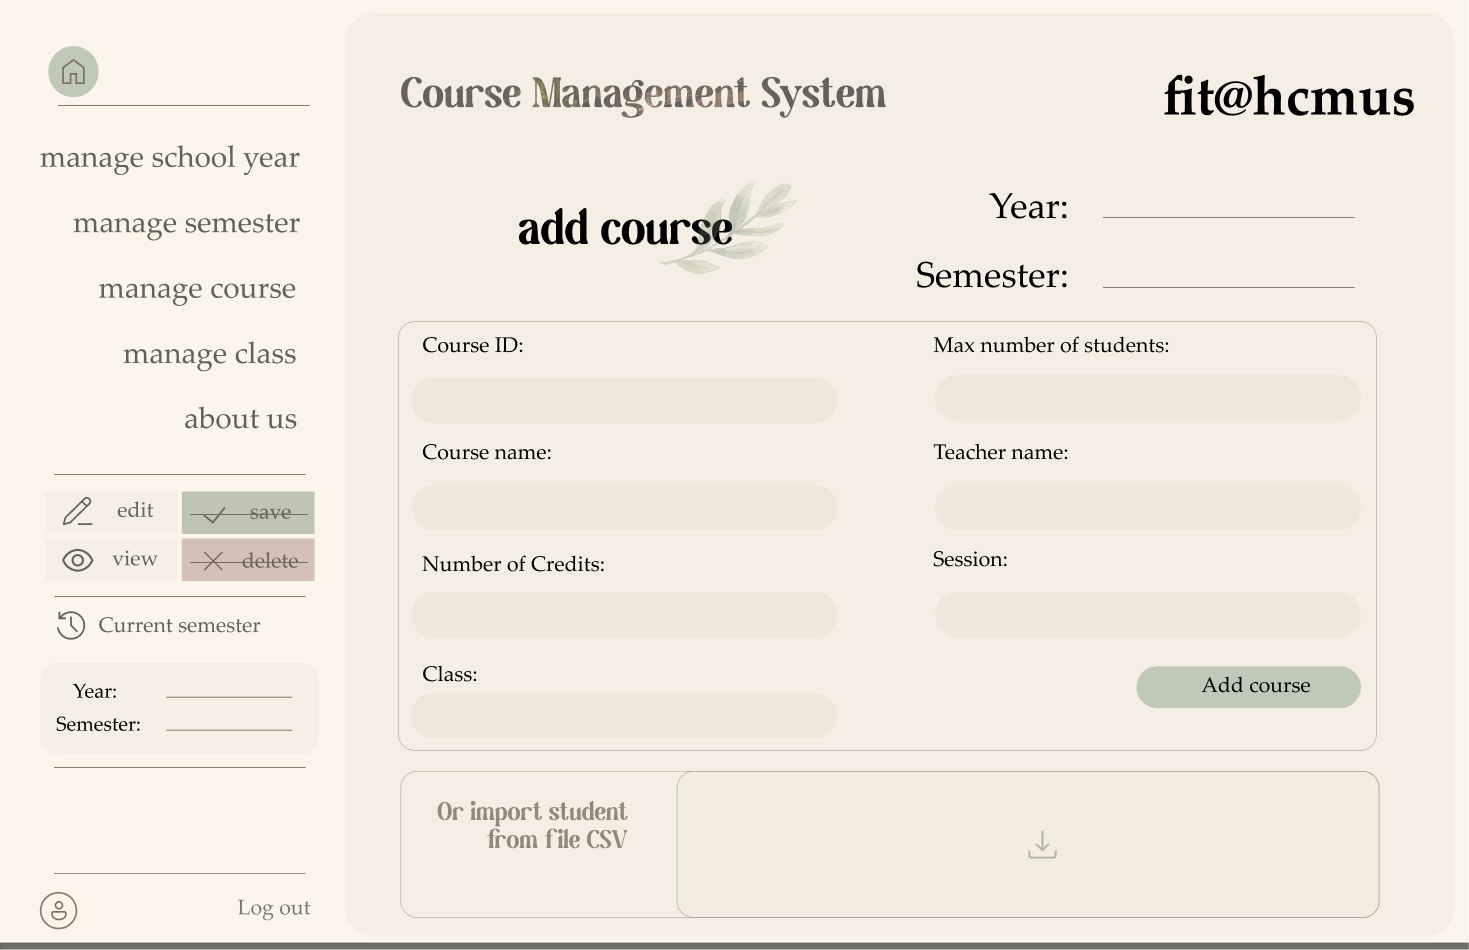 manage school year
manage semester
manage course
manage class
about us
edit
save
view
delete
Current semester
Year:
Semester:
Log out
Course Management System
fit@hcmus
add course
Year:
Semester:
Course ID:
Max number of students:
Course name:
Teacher name:
Number of Credits:
Session:
Class:
Add course
Or import student
from file CSV